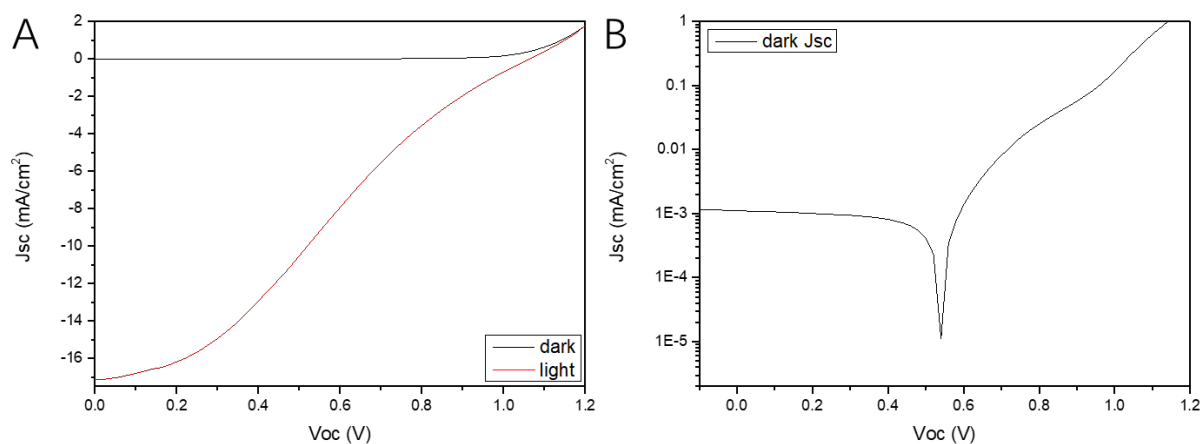 A
2
0
-2
-4
-6
-8
-10
-12
-14
-16
Jsc (mA/cm²)
dark
light
0.0 0.2 0.4 0.6 0.8 1.0 1.2
Voc (V)
B
dark Jsc
1
0.1
0.01
1E-3
1E-4
1E-5
Jsc (mA/cm²)
0.0 0.2 0.4 0.6 0.8 1.0 1.2
Voc (V)